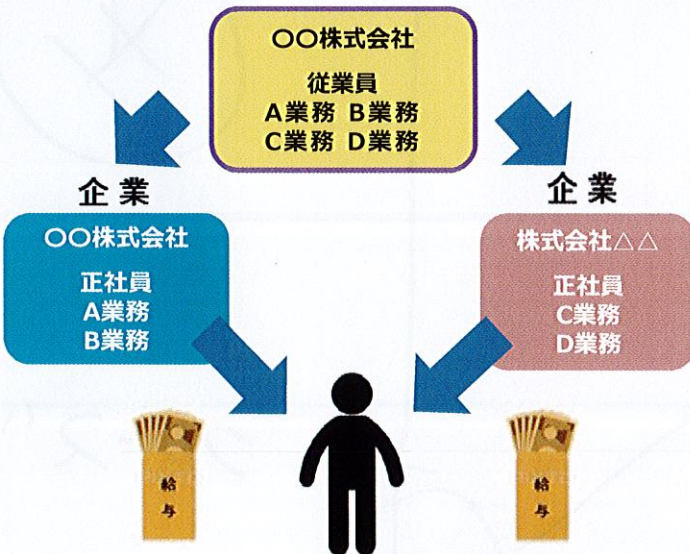 〇〇株式会社
従業員
A業務 B業務
C業務 D業務
企業
〇〇株式会社
正社員
A業務
B業務
企業
株式会社△△
正社員
C業務
D業務
給与
給与